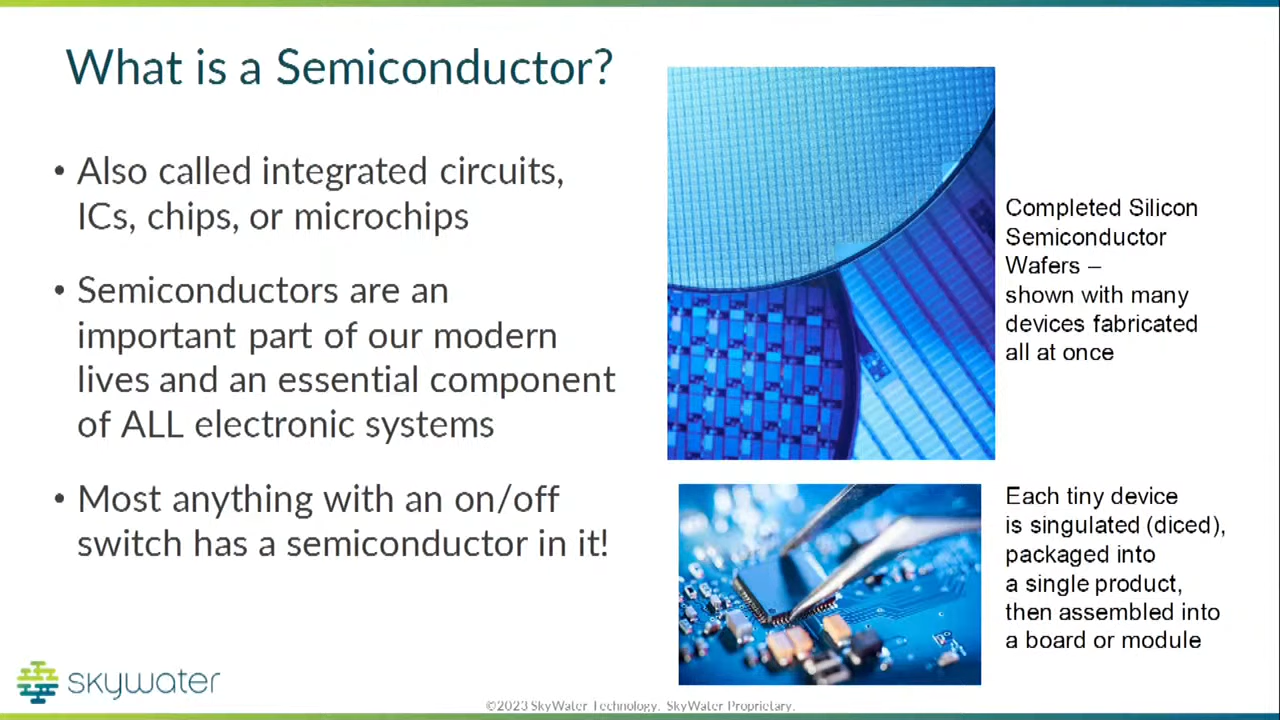 What is a Semiconductor?
• Also called integrated circuits,
ICs, chips, or microchips
• Semiconductors are an
important part of our modern
lives and an essential component
of ALL electronic systems
• Most anything with an on/off
switch has a semiconductor in it!
Completed Silicon
Semiconductor
Wafers –
shown with many
devices fabricated
all at once
Each tiny device
is singulated (diced),
packaged into
a single product,
then assembled into
a board or module
skywater
©2023 SkyWater Technology. SkyWater Proprietary.